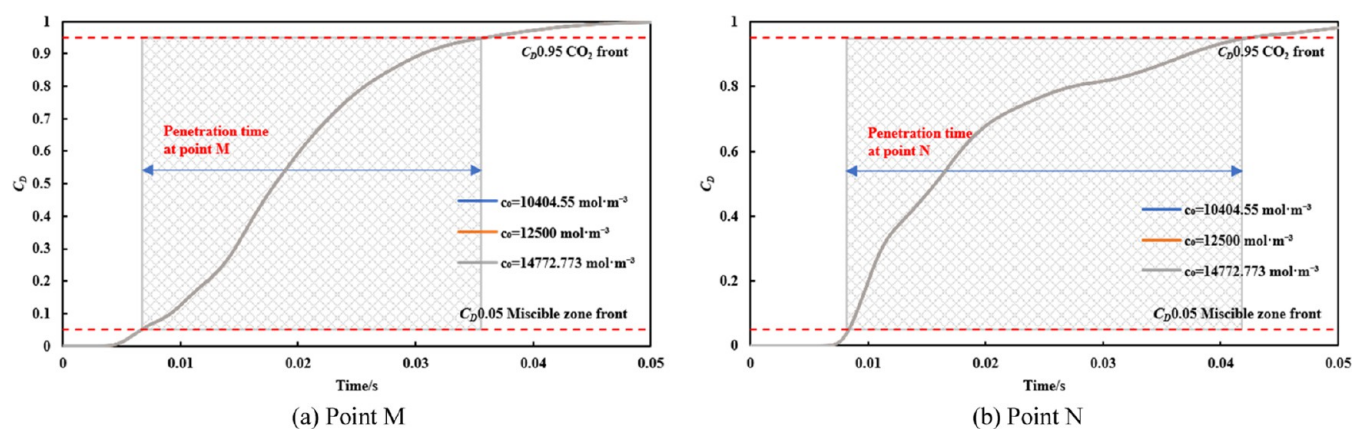 1
0.9
0.8
0.7
0.6
0.5
0.4
0.3
0.2
0.1
0
C_D
C_D0.95 CO₂ front
Penetration time
at point M
c₀=10404.55 mol·m⁻³
c₀=12500 mol·m⁻³
c₀=14772.773 mol·m⁻³
C_D0.05 Miscible zone front
0 0.01 0.02 0.03 0.04 0.05
Time/s
(a) Point M
1
0.8
0.6
0.4
0.2
0
C_D
C_D0.95 CO₂ front
Penetration time
at point N
c₀=10404.55 mol·m⁻³
c₀=12500 mol·m⁻³
c₀=14772.773 mol·m⁻³
C_D0.05 Miscible zone front
0 0.01 0.02 0.03 0.04 0.05
Time/s
(b) Point N